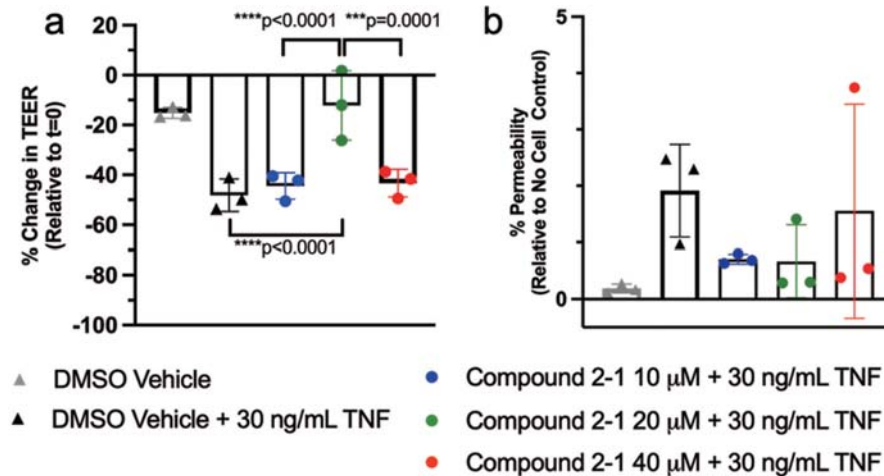 a
****p<0.0001
***p=0.0001
% Change in TEER
(Relative to t=0)
20
0
-20
-40
-60
-80
-100
****p<0.0001
b
% Permeability
(Relative to No Cell Control)
5
0
DMSO Vehicle
DMSO Vehicle + 30 ng/mL TNF
Compound 2-1 10 μM + 30 ng/mL TNF
Compound 2-1 20 μM + 30 ng/mL TNF
Compound 2-1 40 μM + 30 ng/mL TNF